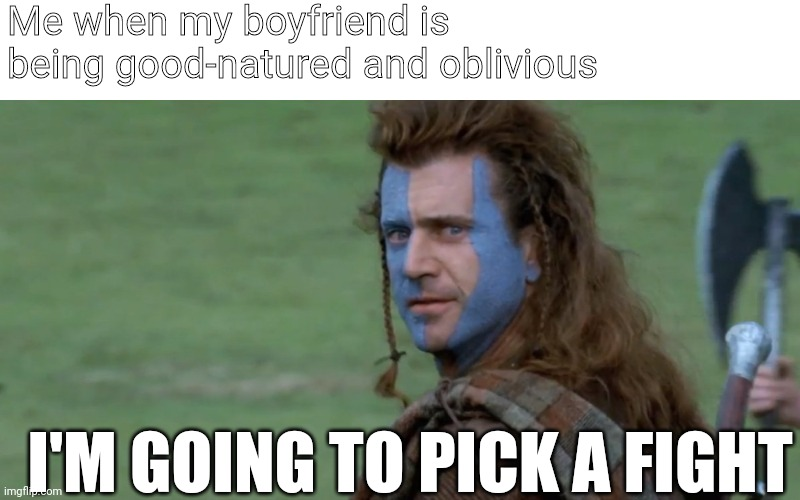 Me when my boyfriend is
being good-natured and oblivious
I'M GOING TO PICK A FIGHT
imgflip.com